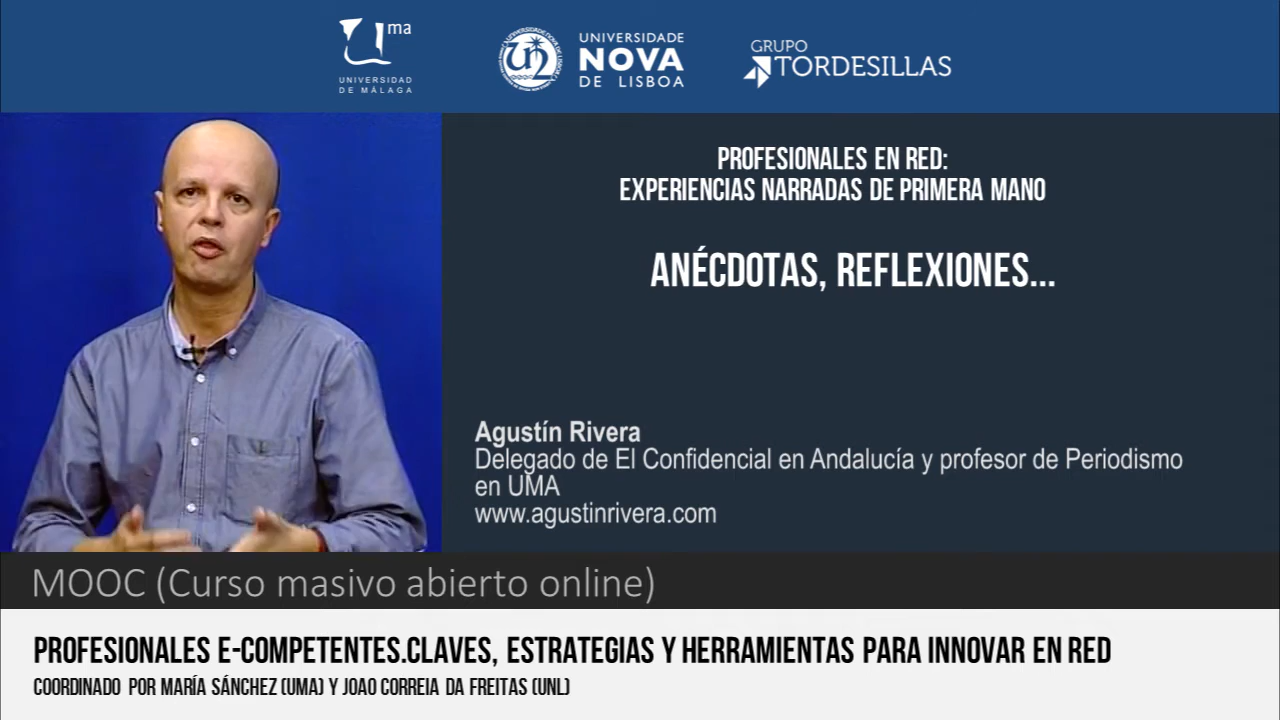 uma
UNIVERSIDAD
DE MÁLAGA
UNIVERSIDADE
NOVA
DE LISBOA
GRUPO
TORDESILLAS
PROFESIONALES EN RED:
EXPERIENCIAS NARRADAS DE PRIMERA MANO
ANÉCDOTAS, REFLEXIONES...
Agustín Rivera
Delegado de El Confidencial en Andalucía y profesor de Periodismo
en UMA
www.agustinrivera.com
MOOC (Curso masivo abierto online)
PROFESIONALES E-COMPETENTES.CLAVES, ESTRATEGIAS Y HERRAMIENTAS PARA INNOVAR EN RED
COORDINADO POR MARÍA SÁNCHEZ (UMA) Y JOAO CORREIA DA FREITAS (UNL)